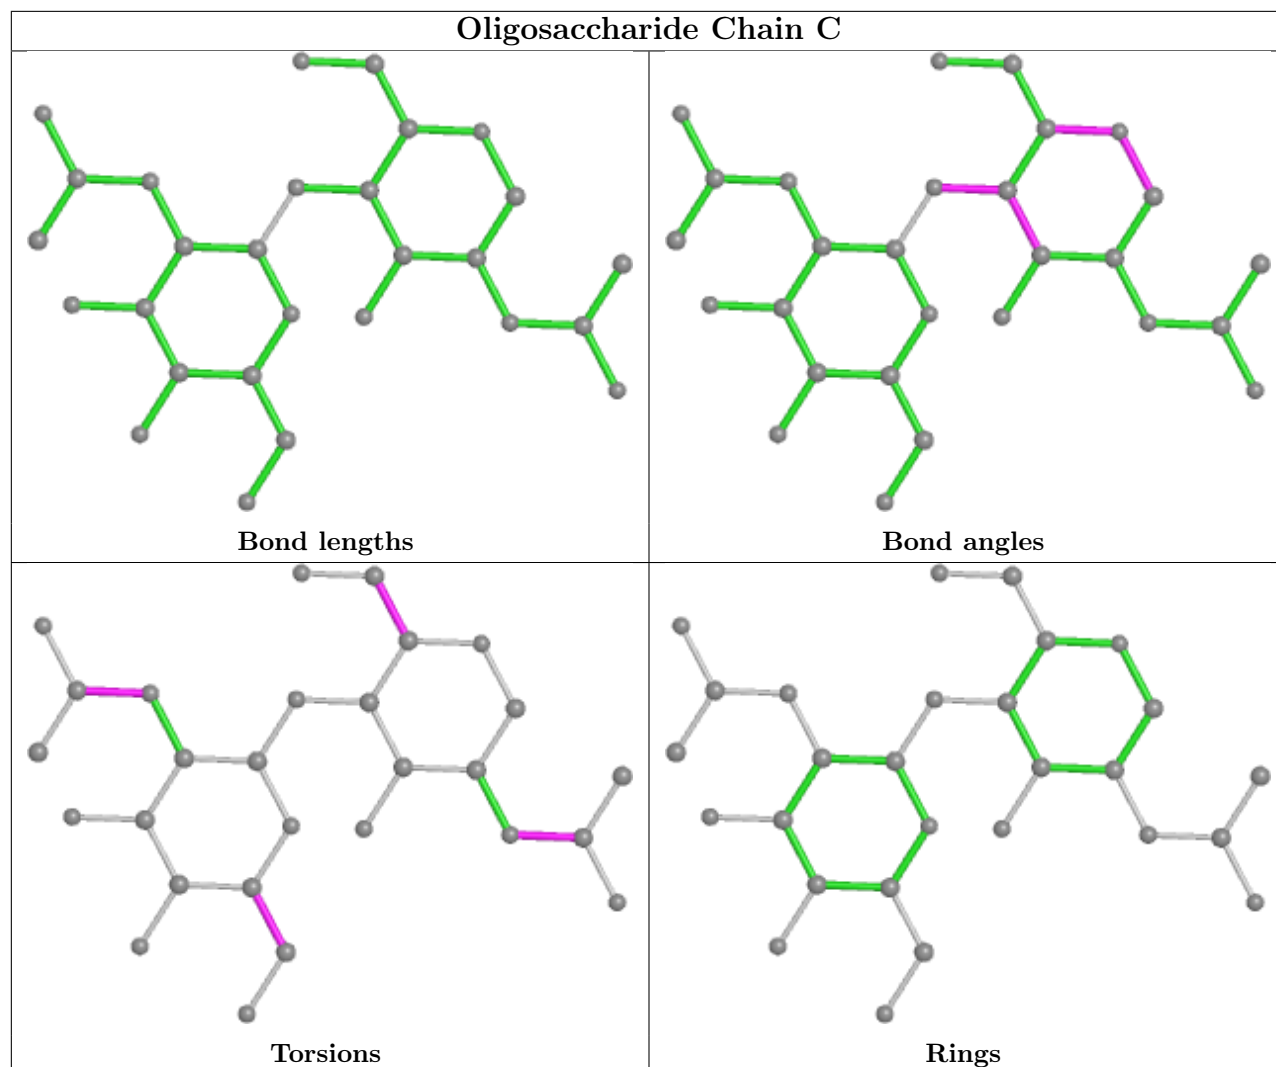 Oligosaccharide Chain C
Bond lengths
Bond angles
Torsions
Rings